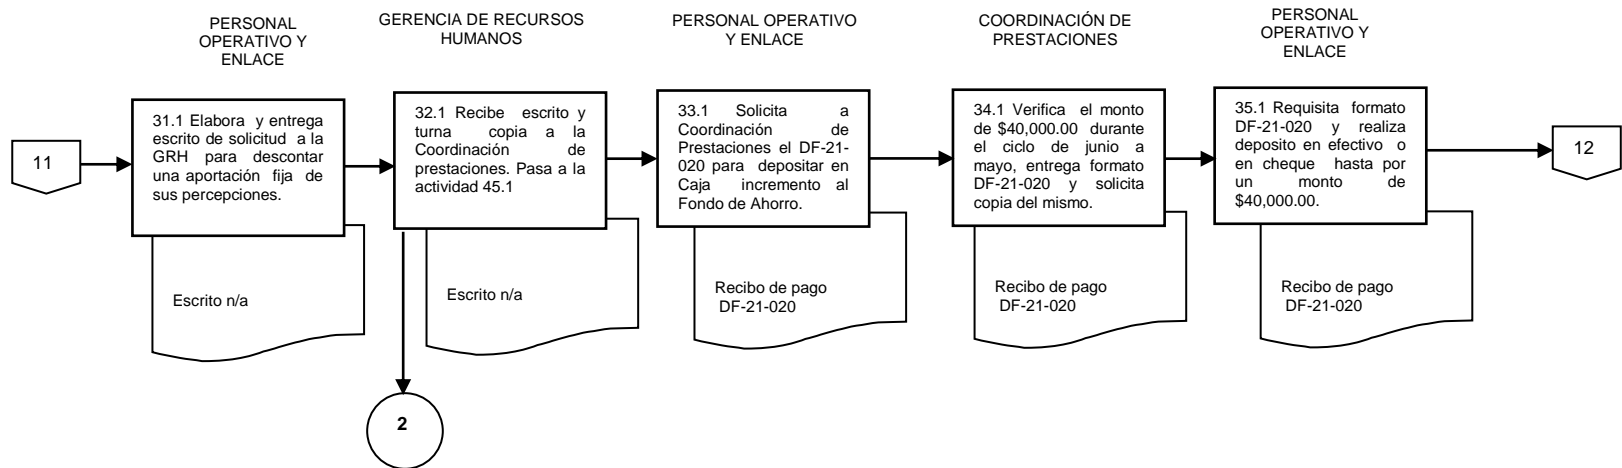 PERSONAL
OPERATIVO Y
ENLACE
GERENCIA DE RECURSOS
HUMANOS
PERSONAL OPERATIVO
Y ENLACE
COORDINACIÓN DE
PRESTACIONES
PERSONAL
OPERATIVO Y
ENLACE
11
31.1 Elabora y entrega
escrito de solicitud a la
GRH para descontar
una aportación fija de
sus percepciones.
Escrito n/a
32.1 Recibe escrito y
turna copia a la
Coordinación de
prestaciones. Pasa a la
actividad 45.1
Escrito n/a
2
33.1 Solicita a
Coordinación de
Prestaciones el DF-21-
020 para depositar en
Caja incremento al
Fondo de Ahorro.
Recibo de pago
DF-21-020
34.1 Verifica el monto
de $40,000.00 durante
el ciclo de junio a
mayo, entrega formato
DF-21-020 y solicita
copia del mismo.
Recibo de pago
DF-21-020
35.1 Requisita formato
DF-21-020 y realiza
deposito en efectivo o
en cheque hasta por
un monto de
$40,000.00.
Recibo de pago
DF-21-020
12